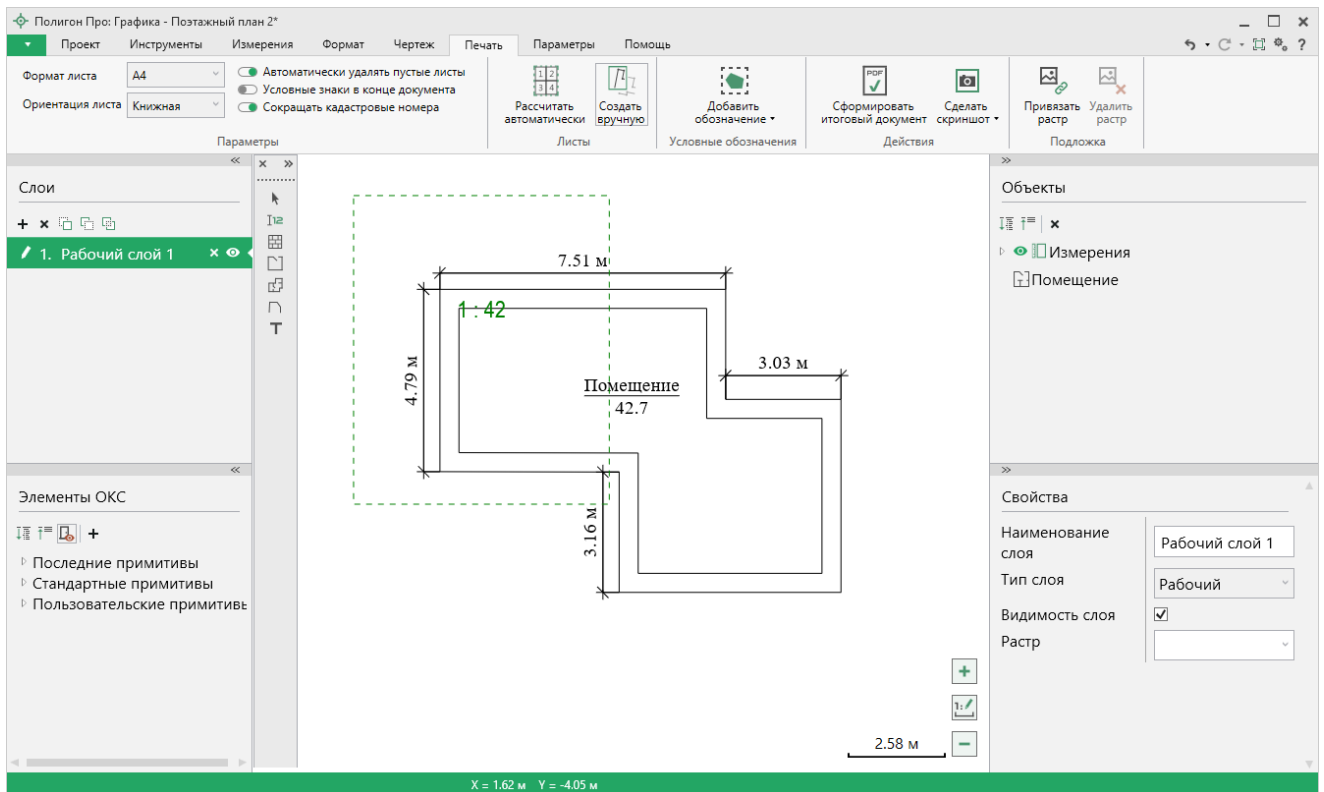 Полигон Про: Графика - Поэтажный план 2*
Проект Инструменты Измерения Формат Чертеж Печать Параметры Помощь
Формат листа A4
Ориентация листа Книжная
Автоматически удалять пустые листы
Условные знаки в конце документа
Сокращать кадастровые номера
Параметры
Рассчитать автоматически
Создать вручную
Листы
Добавить обозначение
Условные обозначения
PDF
Сформировать итоговый документ
Сделать скриншот
Действия
Привязать растр
Удалить растр
Подложка
Слои
1. Рабочий слой 1
Элементы ОКС
Последние примитивы
Стандартные примитивы
Пользовательские примитивы
7.51 м
1 : 42
4.79 м
3.03 м
Помещение
42.7
3.16 м
2.58 м
Объекты
Измерения
Помещение
Свойства
Наименование слоя
Рабочий слой 1
Тип слоя
Рабочий
Видимость слоя
Растр
X = 1.62 м Y = -4.05 м